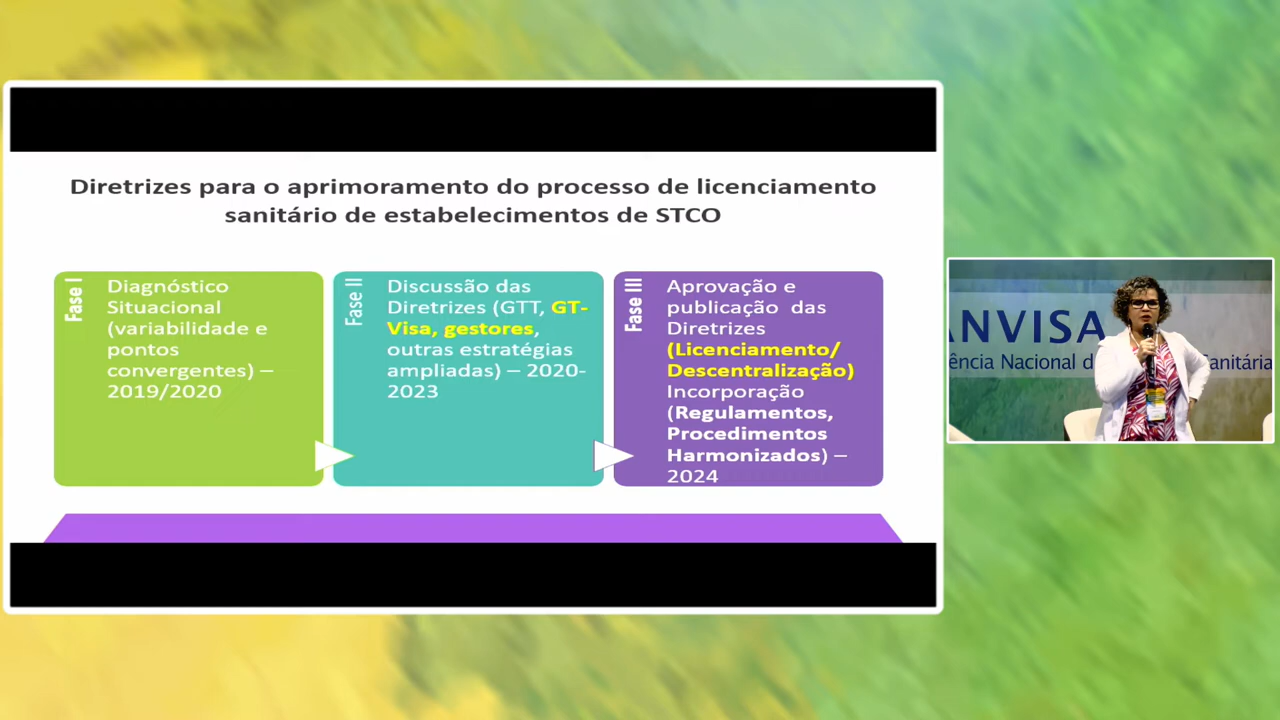 Diretrizes para o aprimoramento do processo de licenciamento
sanitário de estabelecimentos de STCO
Fase I
Diagnóstico
Situacional
(variabilidade e
pontos
convergentes) –
2019/2020
Fase II
Discussão das
Diretrizes (GTT, GT-
Visa, gestores,
outras estratégias
ampliadas) – 2020-
2023
Fase III
Aprovação e
publicação das
Diretrizes
(Licenciamento/
Descentralização)
Incorporação
(Regulamentos,
Procedimentos
Harmonizados) –
2024
ANVISA
ência Nacional d Sanitária